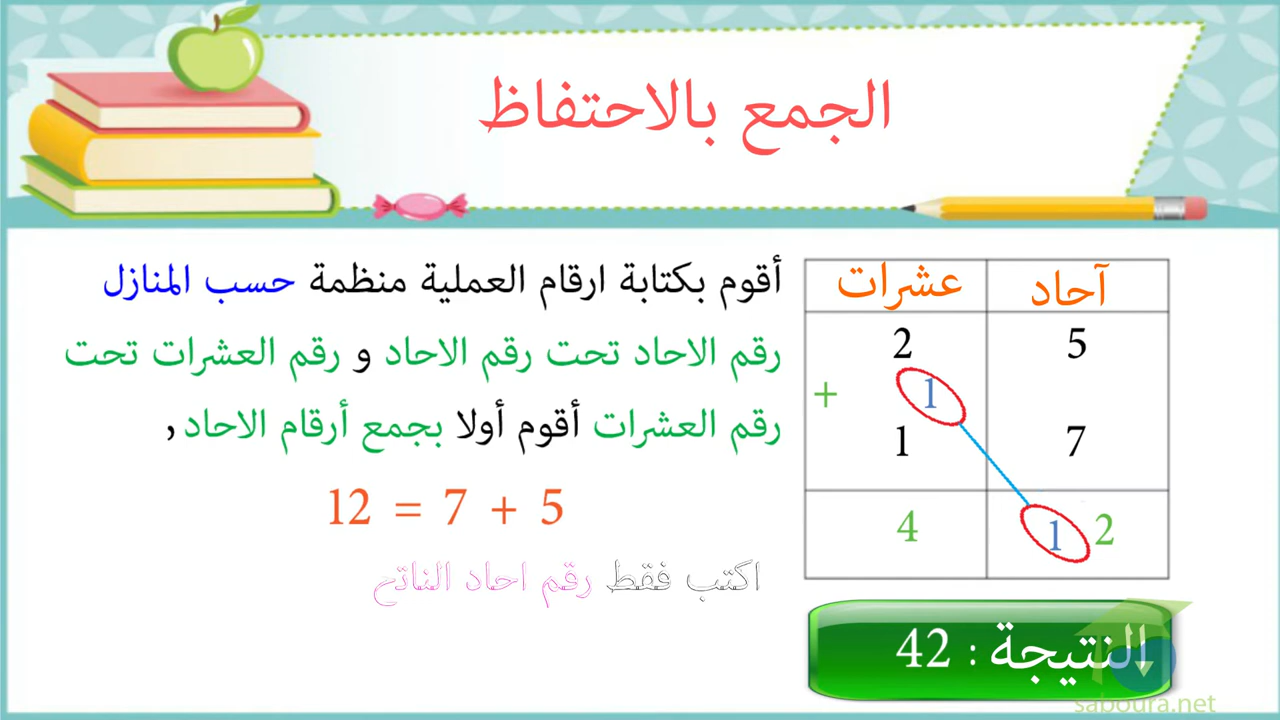 الجمع بالاحتفاظ
آحاد عشرات
5 2
1
+
7 1
2 1 4
أقوم بكتابة ارقام العملية منظمة حسب المنازل
رقم الاحاد تحت رقم الاحاد و رقم العشرات تحت
رقم العشرات أقوم أولا بجمع أرقام الاحاد,
5 + 7 = 12
اكتب فقط رقم احاد الناتج
النتيجة : 42
saboura.net